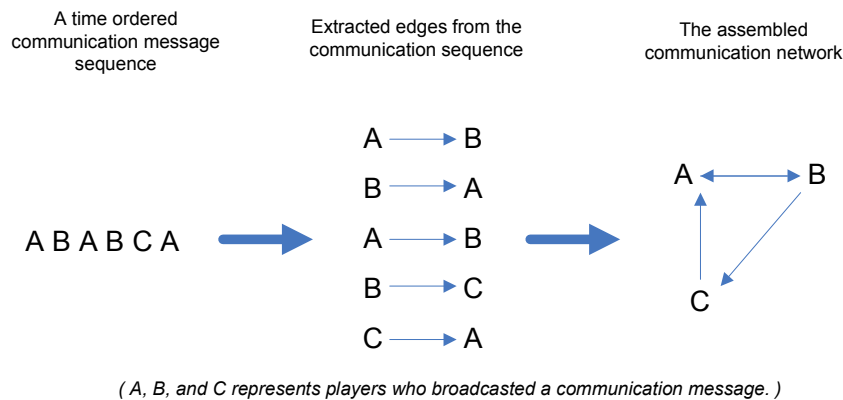 A time ordered
communication message
sequence
Extracted edges from the
communication sequence
The assembled
communication network
A B A B C A
A B
B A
A B
B C
C A
A B
C
( A, B, and C represents players who broadcasted a communication message. )